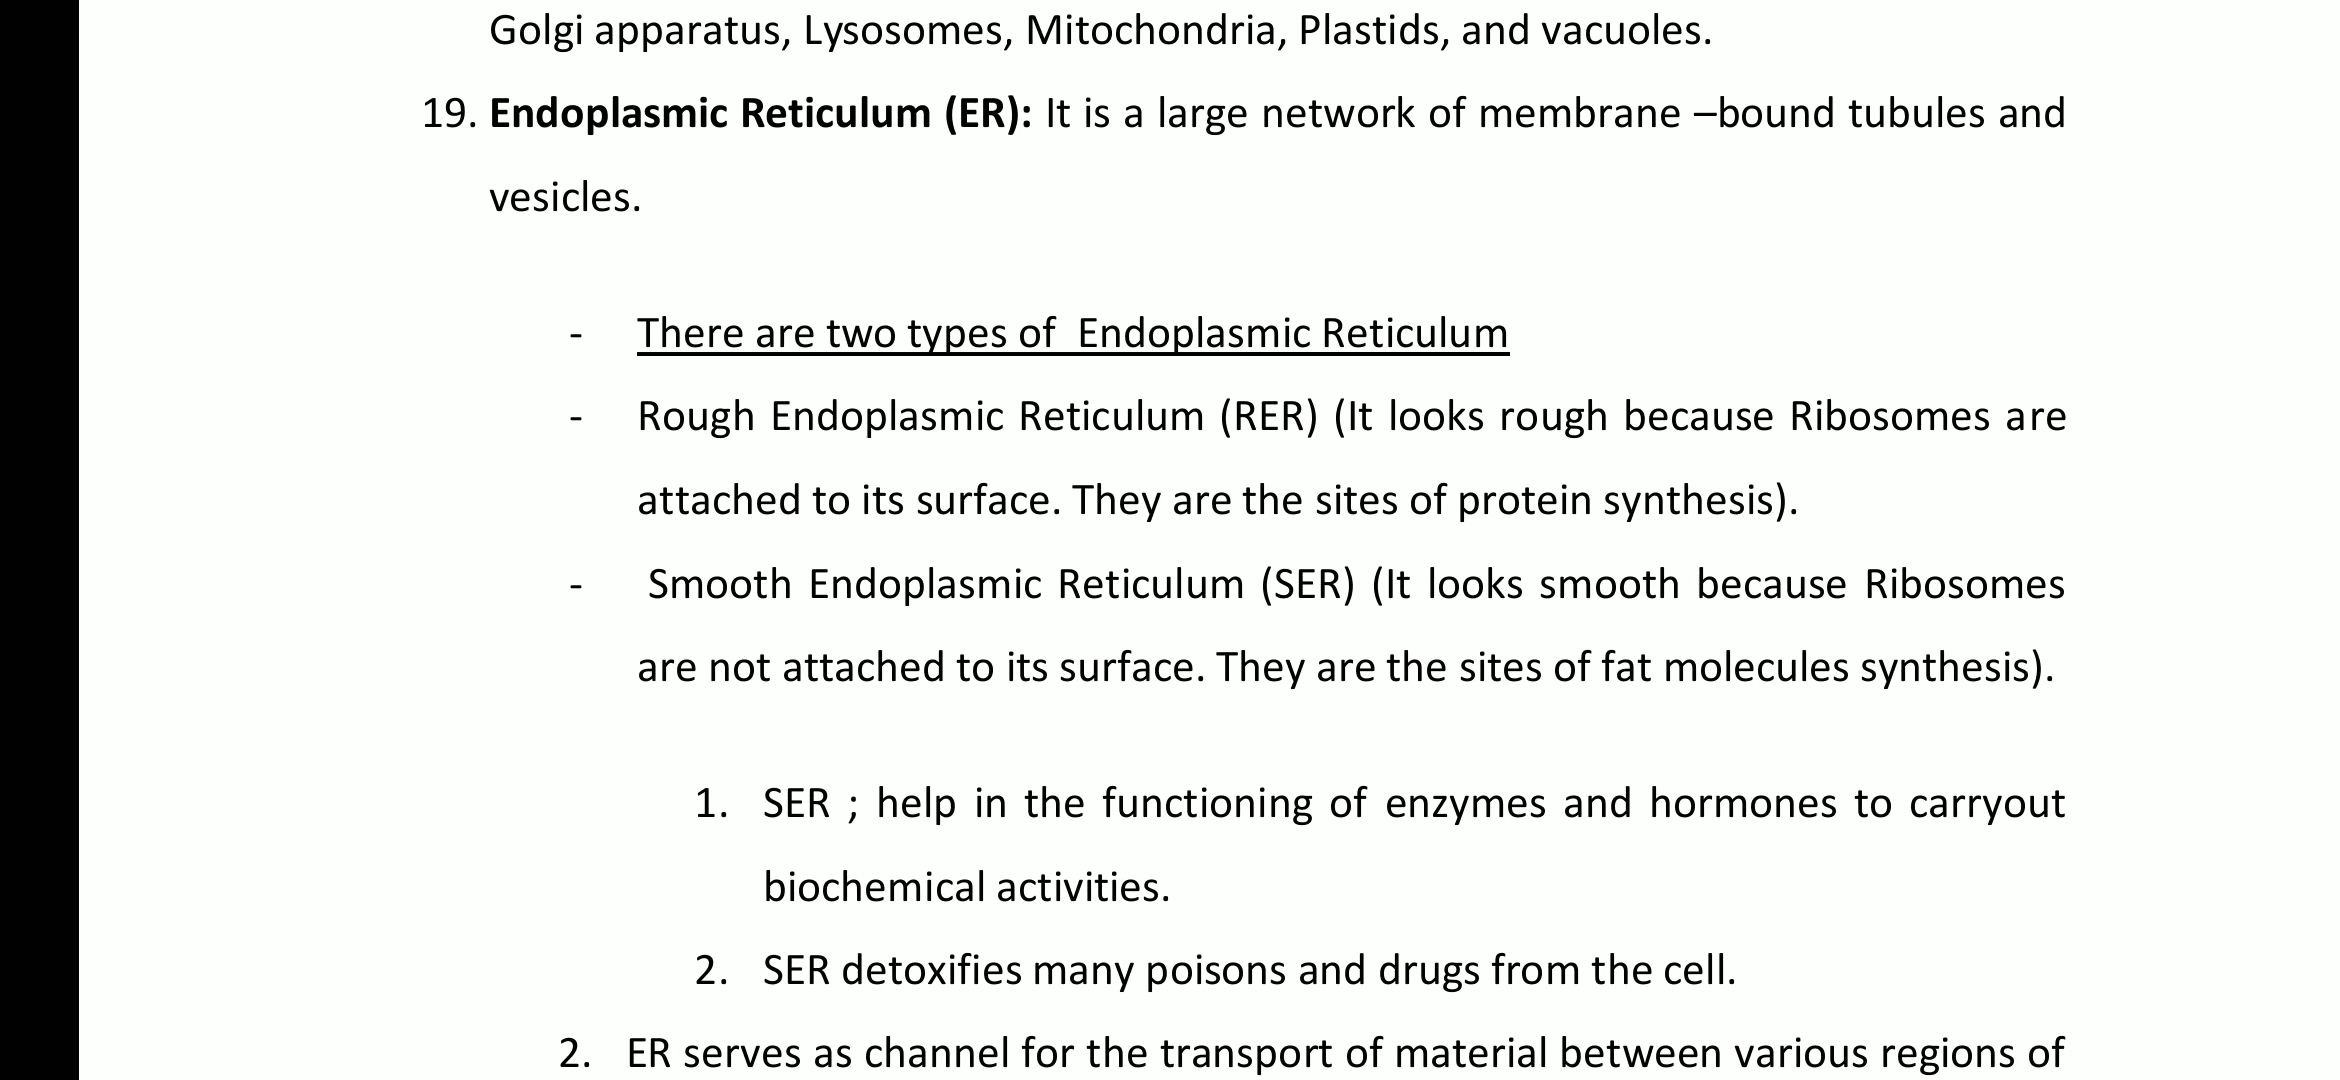 Golgi apparatus, Lysosomes, Mitochondria, Plastids, and vacuoles.
19. Endoplasmic Reticulum (ER): It is a large network of membrane –bound tubules and
vesicles.
- There are two types of  Endoplasmic Reticulum
- Rough Endoplasmic Reticulum (RER) (It looks rough because Ribosomes are
attached to its surface. They are the sites of protein synthesis).
- Smooth Endoplasmic Reticulum (SER) (It looks smooth because Ribosomes
are not attached to its surface. They are the sites of fat molecules synthesis).
1. SER ; help in the functioning of enzymes and hormones to carryout
biochemical activities.
2. SER detoxifies many poisons and drugs from the cell.
2. ER serves as channel for the transport of material between various regions of